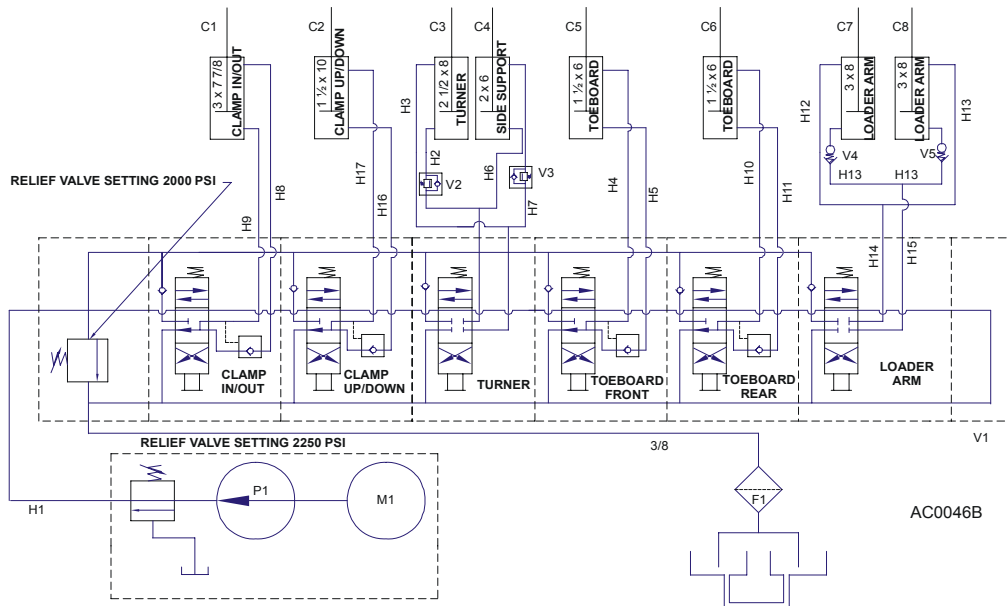 C1
C2
C3
C4
C5
C6
C7
C8
3 x 7 7/8
CLAMP IN/OUT
1 ½ x 10
CLAMP UP/DOWN
2 1/2 x 8
TURNER
2 x 6
SIDE SUPPORT
1 ½ x 6
TOEBOARD
1 ½ x 6
TOEBOARD
3 x 8
LOADER ARM
3 x 8
LOADER ARM
H3
H12
H13
H2
H6
V2
V3
V4
V5
H13
H13
RELIEF VALVE SETTING 2000 PSI
H9
H8
H17
H16
H7
H4
H5
H10
H11
H14
H15
CLAMP
IN/OUT
CLAMP
UP/DOWN
TURNER
TOEBOARD
FRONT
TOEBOARD
REAR
LOADER
ARM
RELIEF VALVE SETTING 2250 PSI
3/8
V1
H1
P1
M1
F1
AC0046B